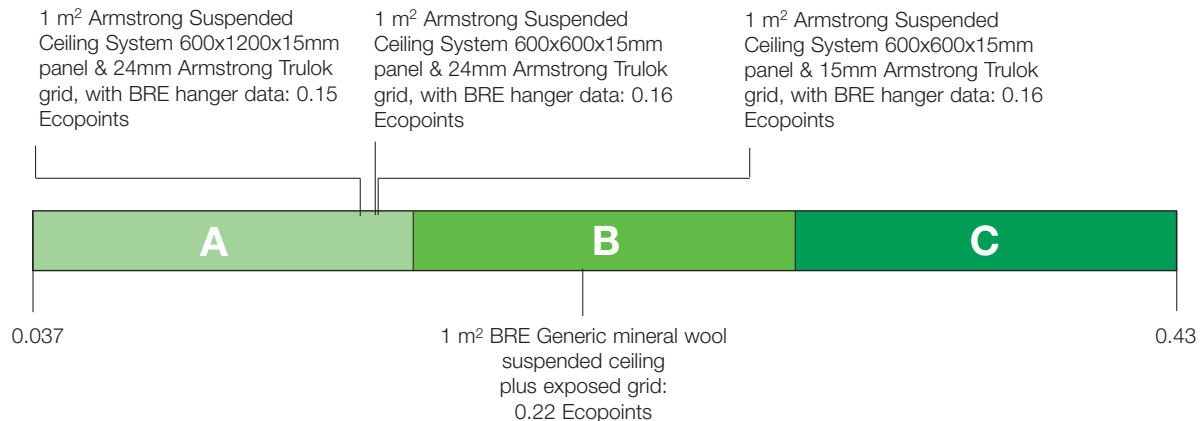 1 m² Armstrong Suspended
Ceiling System 600x1200x15mm
panel & 24mm Armstrong Trulok
grid, with BRE hanger data: 0.15
Ecopoints
1 m² Armstrong Suspended
Ceiling System 600x600x15mm
panel & 24mm Armstrong Trulok
grid, with BRE hanger data: 0.16
Ecopoints
1 m² Armstrong Suspended
Ceiling System 600x600x15mm
panel & 15mm Armstrong Trulok
grid, with BRE hanger data: 0.16
Ecopoints
A
B
C
0.037
1 m² BRE Generic mineral wool
suspended ceiling
plus exposed grid:
0.22 Ecopoints
0.43